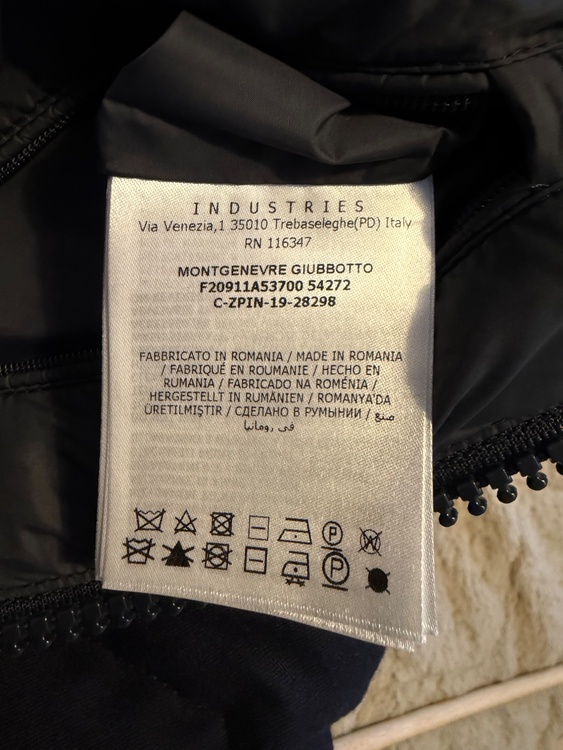 INDUSTRIES
Via Venezia,1 35010 Trebaseleghe(PD) Italy
RN 116347
MONTGENEVRE GIUBBOTTO
F20911A53700 54272
C-ZPIN-19-28298
FABBRICATO IN ROMANIA / MADE IN ROMANIA
/ FABRIQUÉ EN ROUMANIE / HECHO EN
RUMANIA / FABRICADO NA ROMÉNIA /
HERGESTELLT IN RUMÄNIEN / ROMANYA'DA
ÜRETILMIŞTIR / СДЕЛАНО В РУМЫНИИ / صنع
في رومانيا
P
P